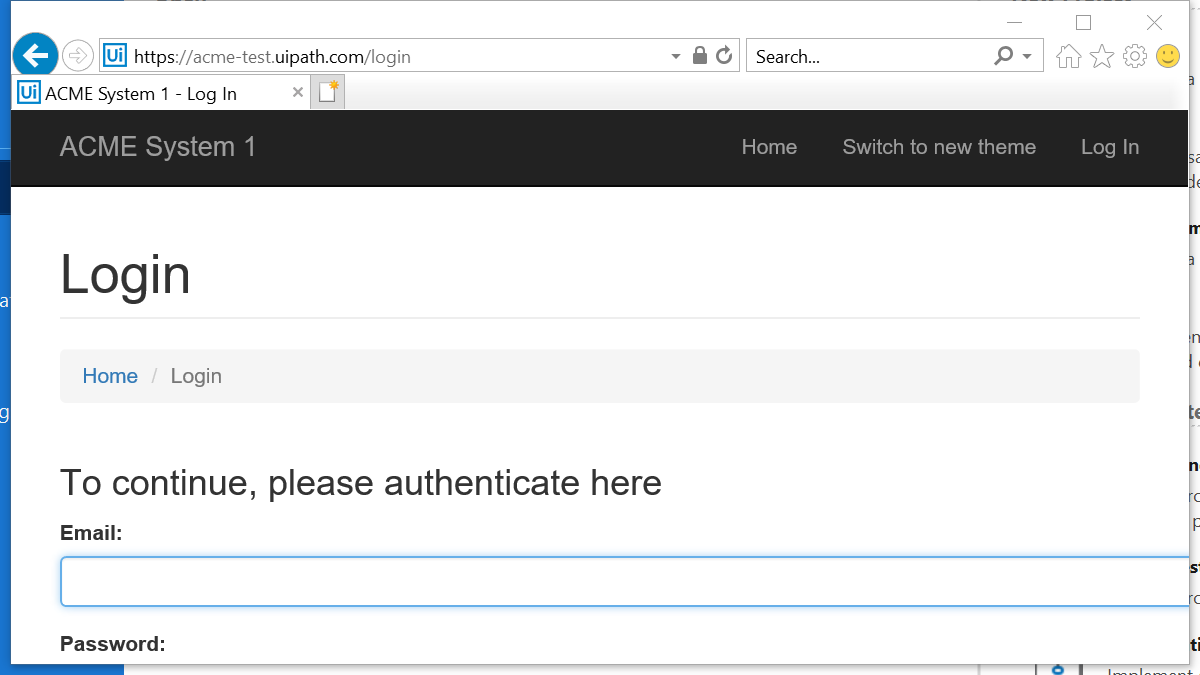 https://acme-test.uipath.com/login
Search...
Ui ACME System 1 - Log In
ACME System 1 Home Switch to new theme Log In
Login
Home / Login
To continue, please authenticate here
Email:
Password: